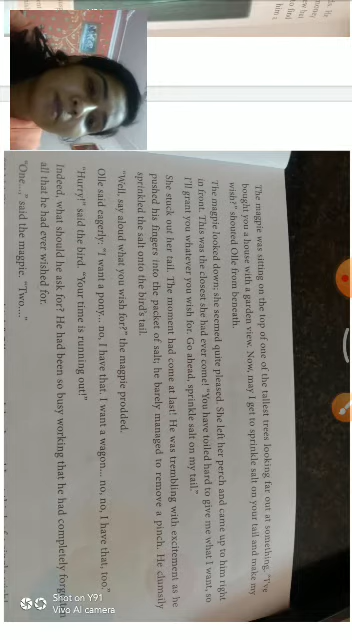 The magpie was sitting on the top of one of the tallest trees looking far out at something. "I've
bought you a house with a garden view. Now, may I get to sprinkle salt on your tail and make my
wish?" shouted Olle from beneath.
The magpie looked down; she seemed quite pleased. She left her perch and came up to him right
in front. This was the closest she had ever come! "You have toiled hard to give me what I want, so
I'll grant you whatever you wish for. Go ahead, sprinkle salt on my tail."
She stuck out her tail. The moment had come at last! He was trembling with excitement as he
pushed his fingers into the packet of salt; he barely managed to remove a pinch. He clumsily
sprinkled the salt onto the bird's tail.
"Well, say aloud what you wish for?" the magpie prodded.
Olle said eagerly: "I want a pony.. no, I have that, I want a wagon... no, no, I have that, too."
"Hurry!" said the bird. "Your time is running out!"
Indeed, what should he ask for? He had been so busy working that he had completely
all that he had ever wished for.
"One..." said the magpie. "Two...."
Shot on Y91
Vivo AI camera